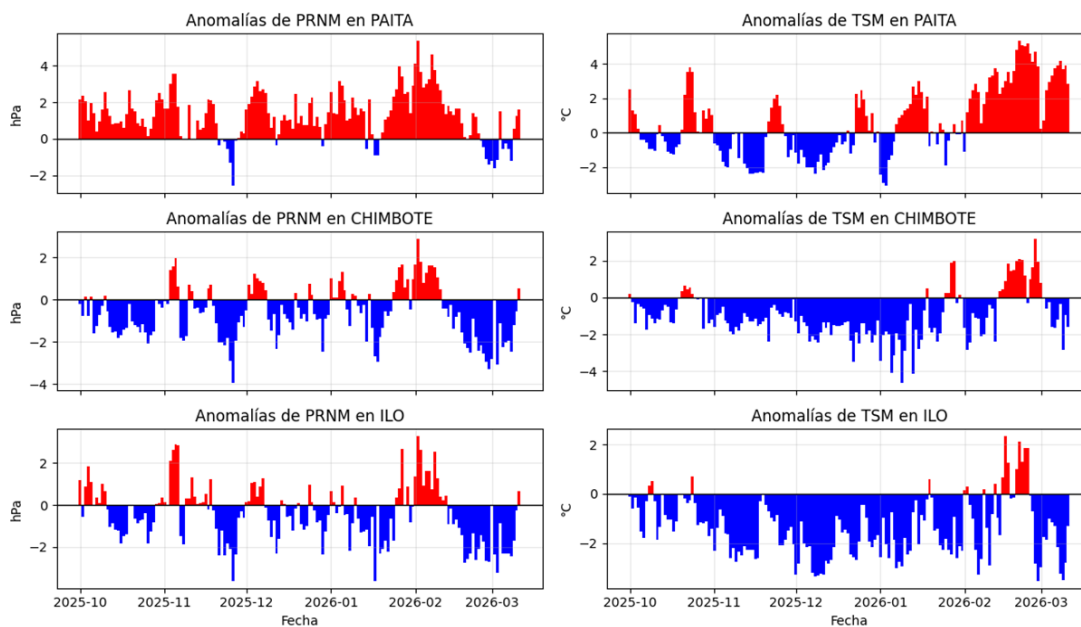 Anomalías de PRNM en PAITA
Anomalías de TSM en PAITA
hPa
4
2
0
−2
°C
4
2
0
−2
Anomalías de PRNM en CHIMBOTE
Anomalías de TSM en CHIMBOTE
hPa
2
0
−2
−4
°C
2
0
−2
−4
Anomalías de PRNM en ILO
Anomalías de TSM en ILO
hPa
2
0
−2
°C
2
0
−2
2025-10 2025-11 2025-12 2026-01 2026-02 2026-03
Fecha
2025-10 2025-11 2025-12 2026-01 2026-02 2026-03
Fecha